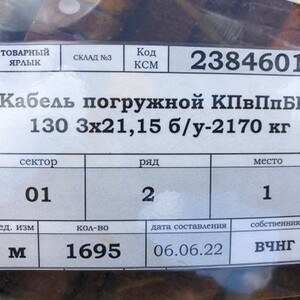 ТОВАРНЫЙ ЯРЛЫК СКЛАД №3 Код КСМ 2384601
Кабель погружной КПвПпБ
130 3х21,15 б/у-2170 кг
сектор ряд место
01 2 1
ед. изм кол-во дата составления собственник
м 1695 06.06.22 ВЧНГ